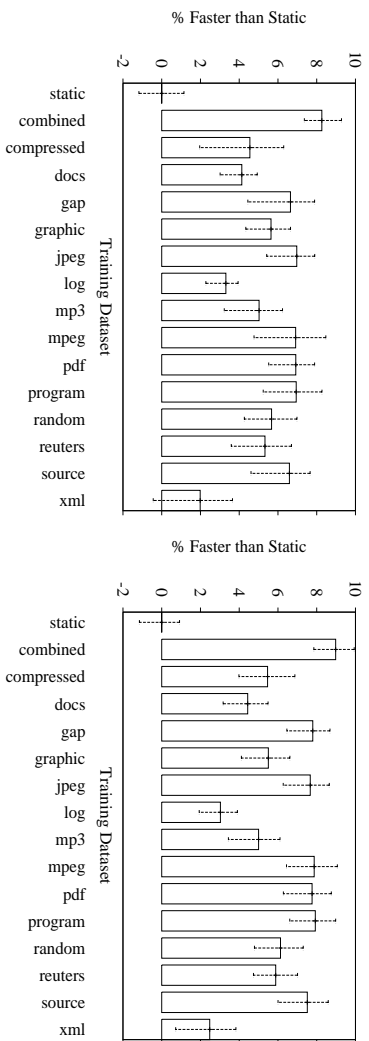 % Faster than Static
-2 0 2 4 6 8 10
static
combined
compressed
docs
gap
graphic
jpeg
log
mp3
mpeg
pdf
program
random
reuters
source
xml
Training Dataset
% Faster than Static
-2 0 2 4 6 8 10
static
combined
compressed
docs
gap
graphic
jpeg
log
mp3
mpeg
pdf
program
random
reuters
source
xml
Training Dataset